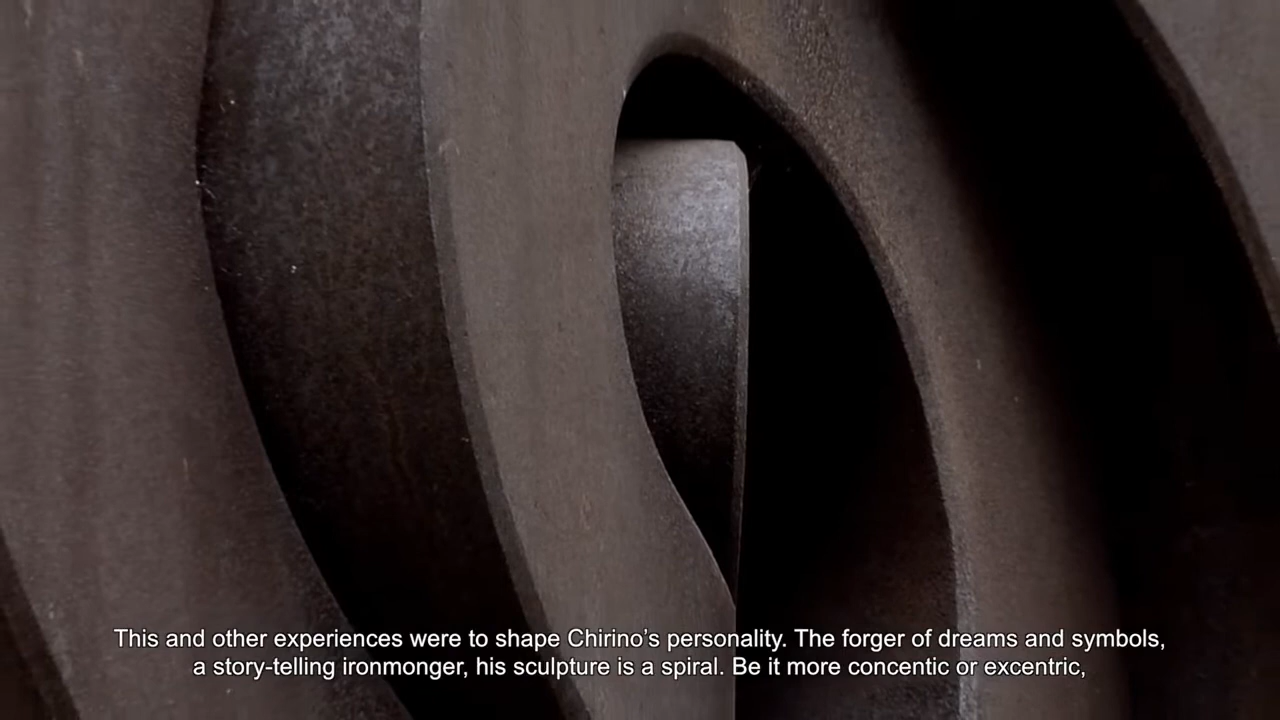 This and other experiences were to shape Chirino’s personality. The forger of dreams and symbols,
a story-telling ironmonger, his sculpture is a spiral. Be it more concentic or excentric,